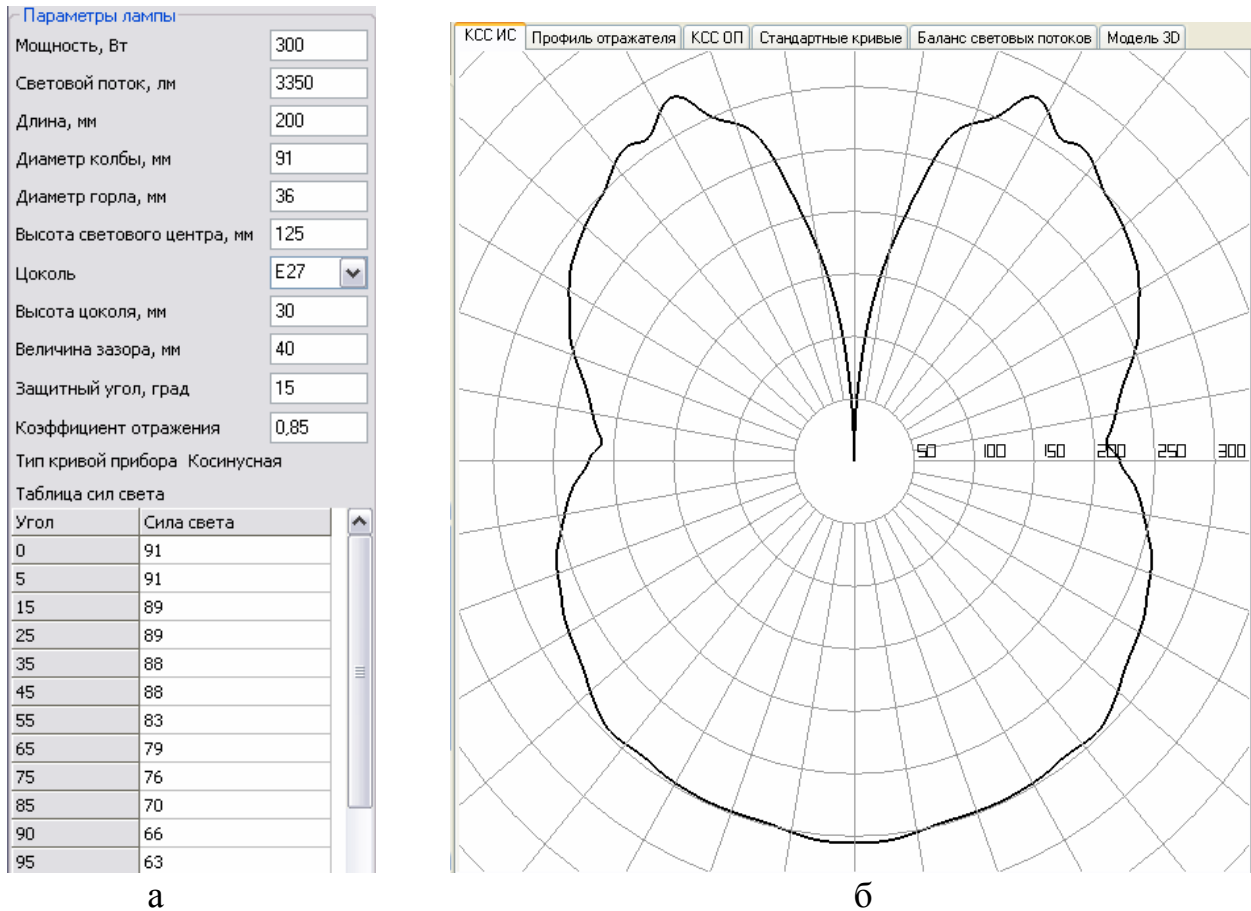 Параметры лампы
Мощность, Вт 300
Световой поток, лм 3350
Длина, мм 200
Диаметр колбы, мм 91
Диаметр горла, мм 36
Высота светового центра, мм 125
Цоколь E27
Высота цоколя, мм 30
Величина зазора, мм 40
Защитный угол, град 15
Коэффициент отражения 0,85
Тип кривой прибора Косинусная
Таблица сил света
Угол Сила света
0 91
5 91
15 89
25 89
35 88
45 88
55 83
65 79
75 76
85 70
90 66
95 63
а
КСС ИС Профиль отражателя КСС ОП Стандартные кривые Баланс световых потоков Модель 3D
50 100 150 200 250 300
б